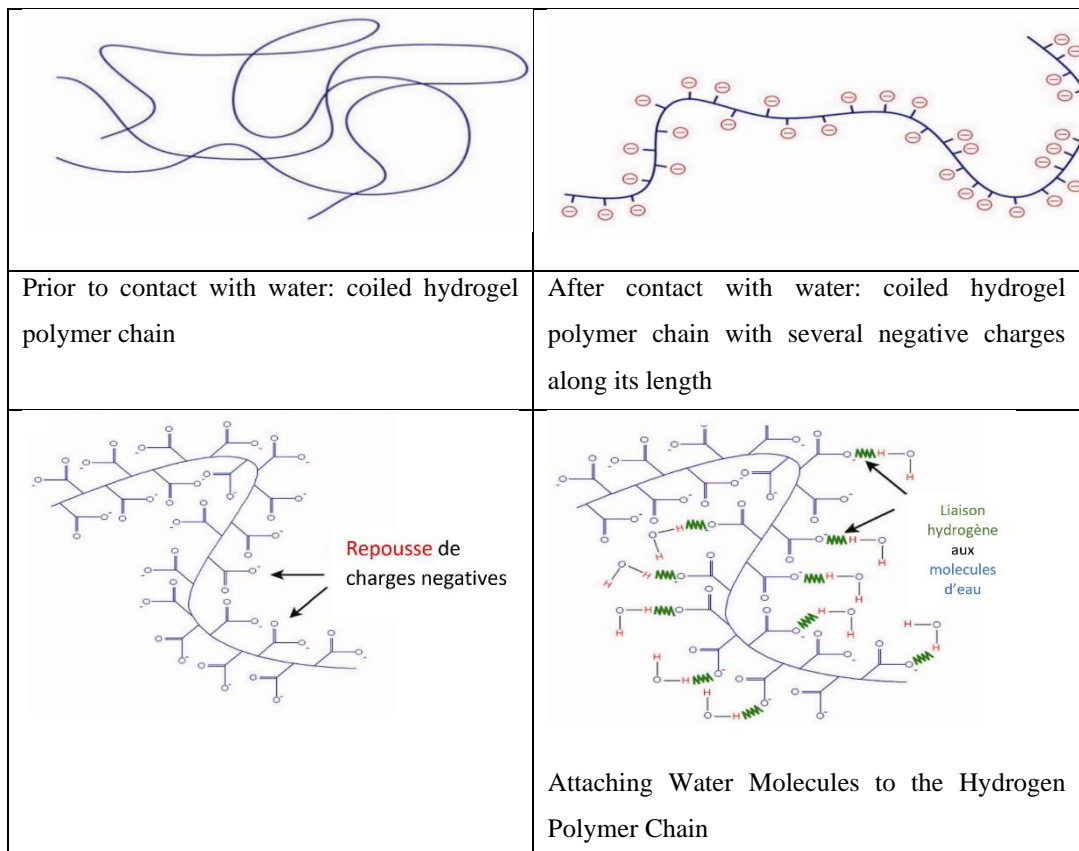 Prior to contact with water: coiled hydrogel
polymer chain
After contact with water: coiled hydrogel
polymer chain with several negative charges
along its length
Repousse de
charges negatives
Liaison
hydrogène
aux
molecules
d'eau
Attaching Water Molecules to the Hydrogen
Polymer Chain